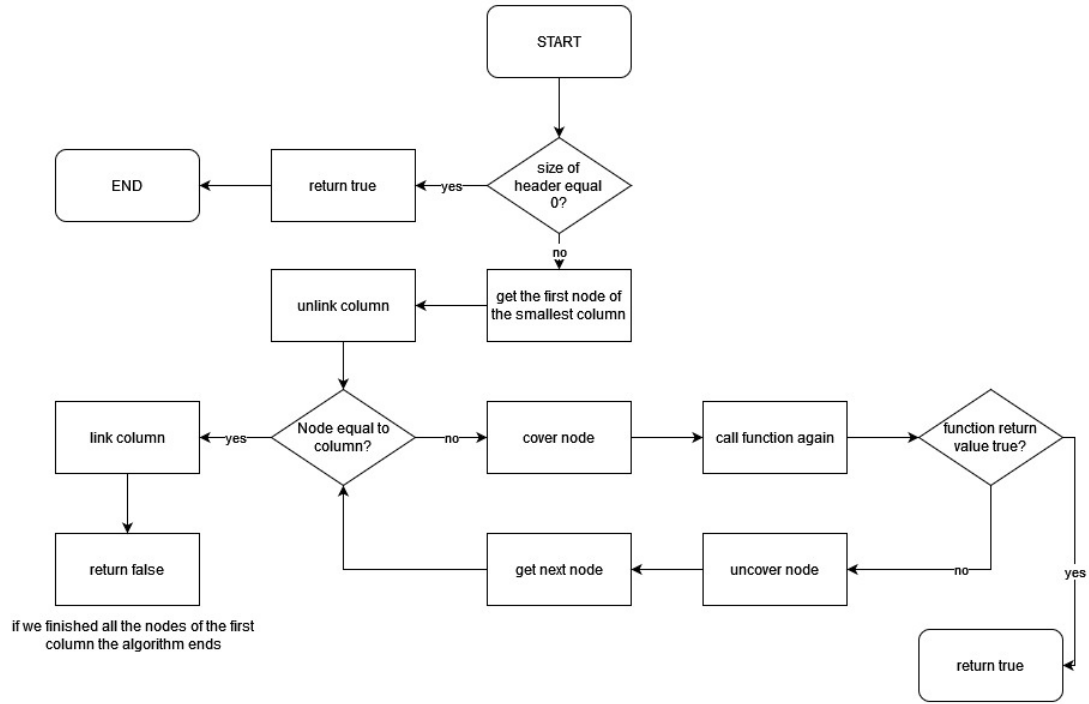 START
size of
header equal
0?
yes
return true
END
no
get the first node of
the smallest column
unlink column
Node equal to
column?
yes
link column
return false
if we finished all the nodes of the first
column the algorithm ends
no
cover node
call function again
function return
value true?
no
uncover node
get next node
yes
return true